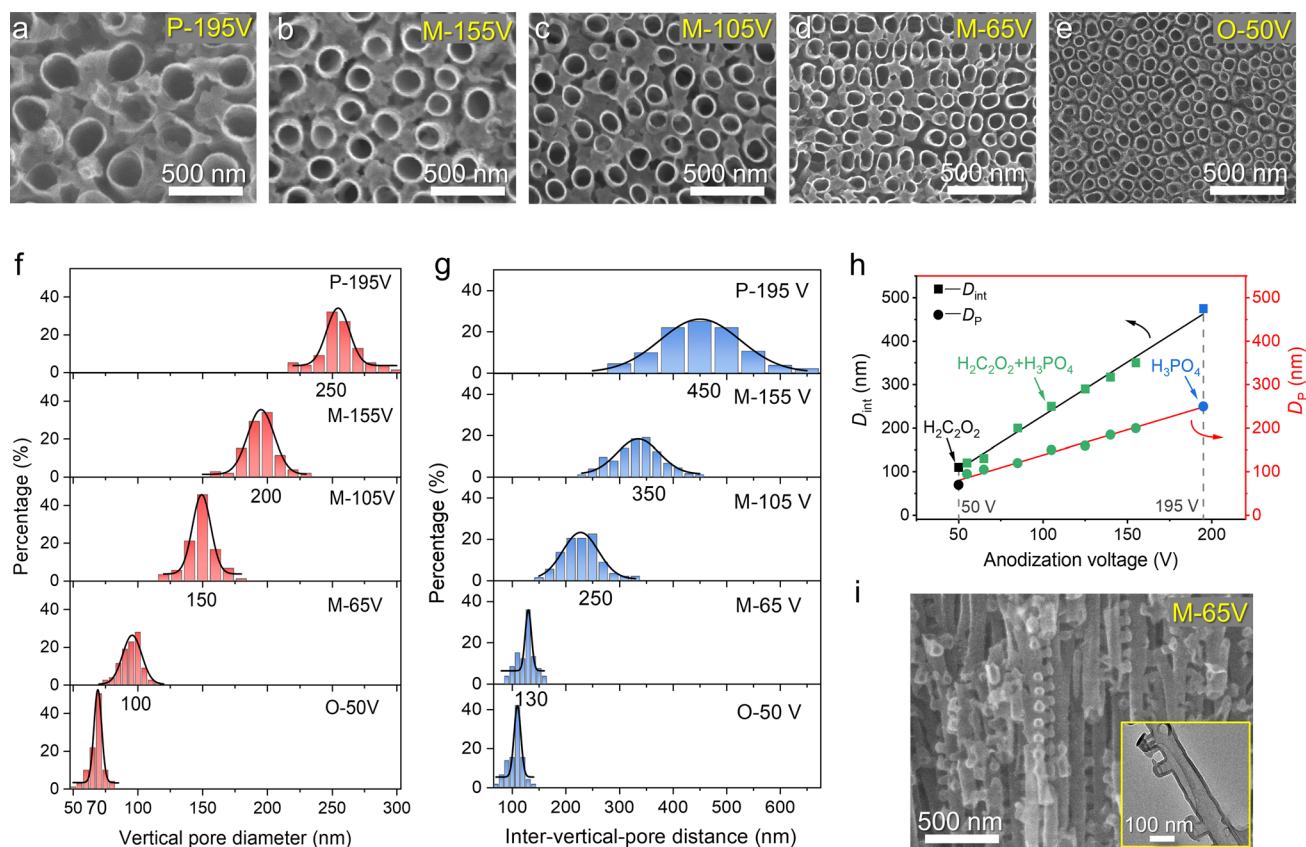 a
P-195V
500 nm
b
M-155V
500 nm
c
M-105V
500 nm
d
M-65V
500 nm
e
O-50V
500 nm
f
P-195V
40
20
0
250
M-155V
40
20
0
200
M-105V
40
20
0
150
M-65V
40
20
0
100
O-50V
40
20
0
50 70 100 150 200 250 300
Percentage (%)
Vertical pore diameter (nm)
g
P-195 V
40
20
0
450
M-155 V
40
20
0
350
M-105 V
40
20
0
250
M-65 V
40
20
0
130
O-50 V
40
20
0
100 200 300 400 500 600
Percentage (%)
Inter-vertical-pore distance (nm)
h
D_int
D_P
H₂C₂O₂+H₃PO₄
H₃PO₄
H₂C₂O₂
50 V
195 V
500
400
300
200
100
0
D_int (nm)
500
400
300
200
100
0
D_P (nm)
50 100 150 200
Anodization voltage (V)
i
M-65V
500 nm
100 nm